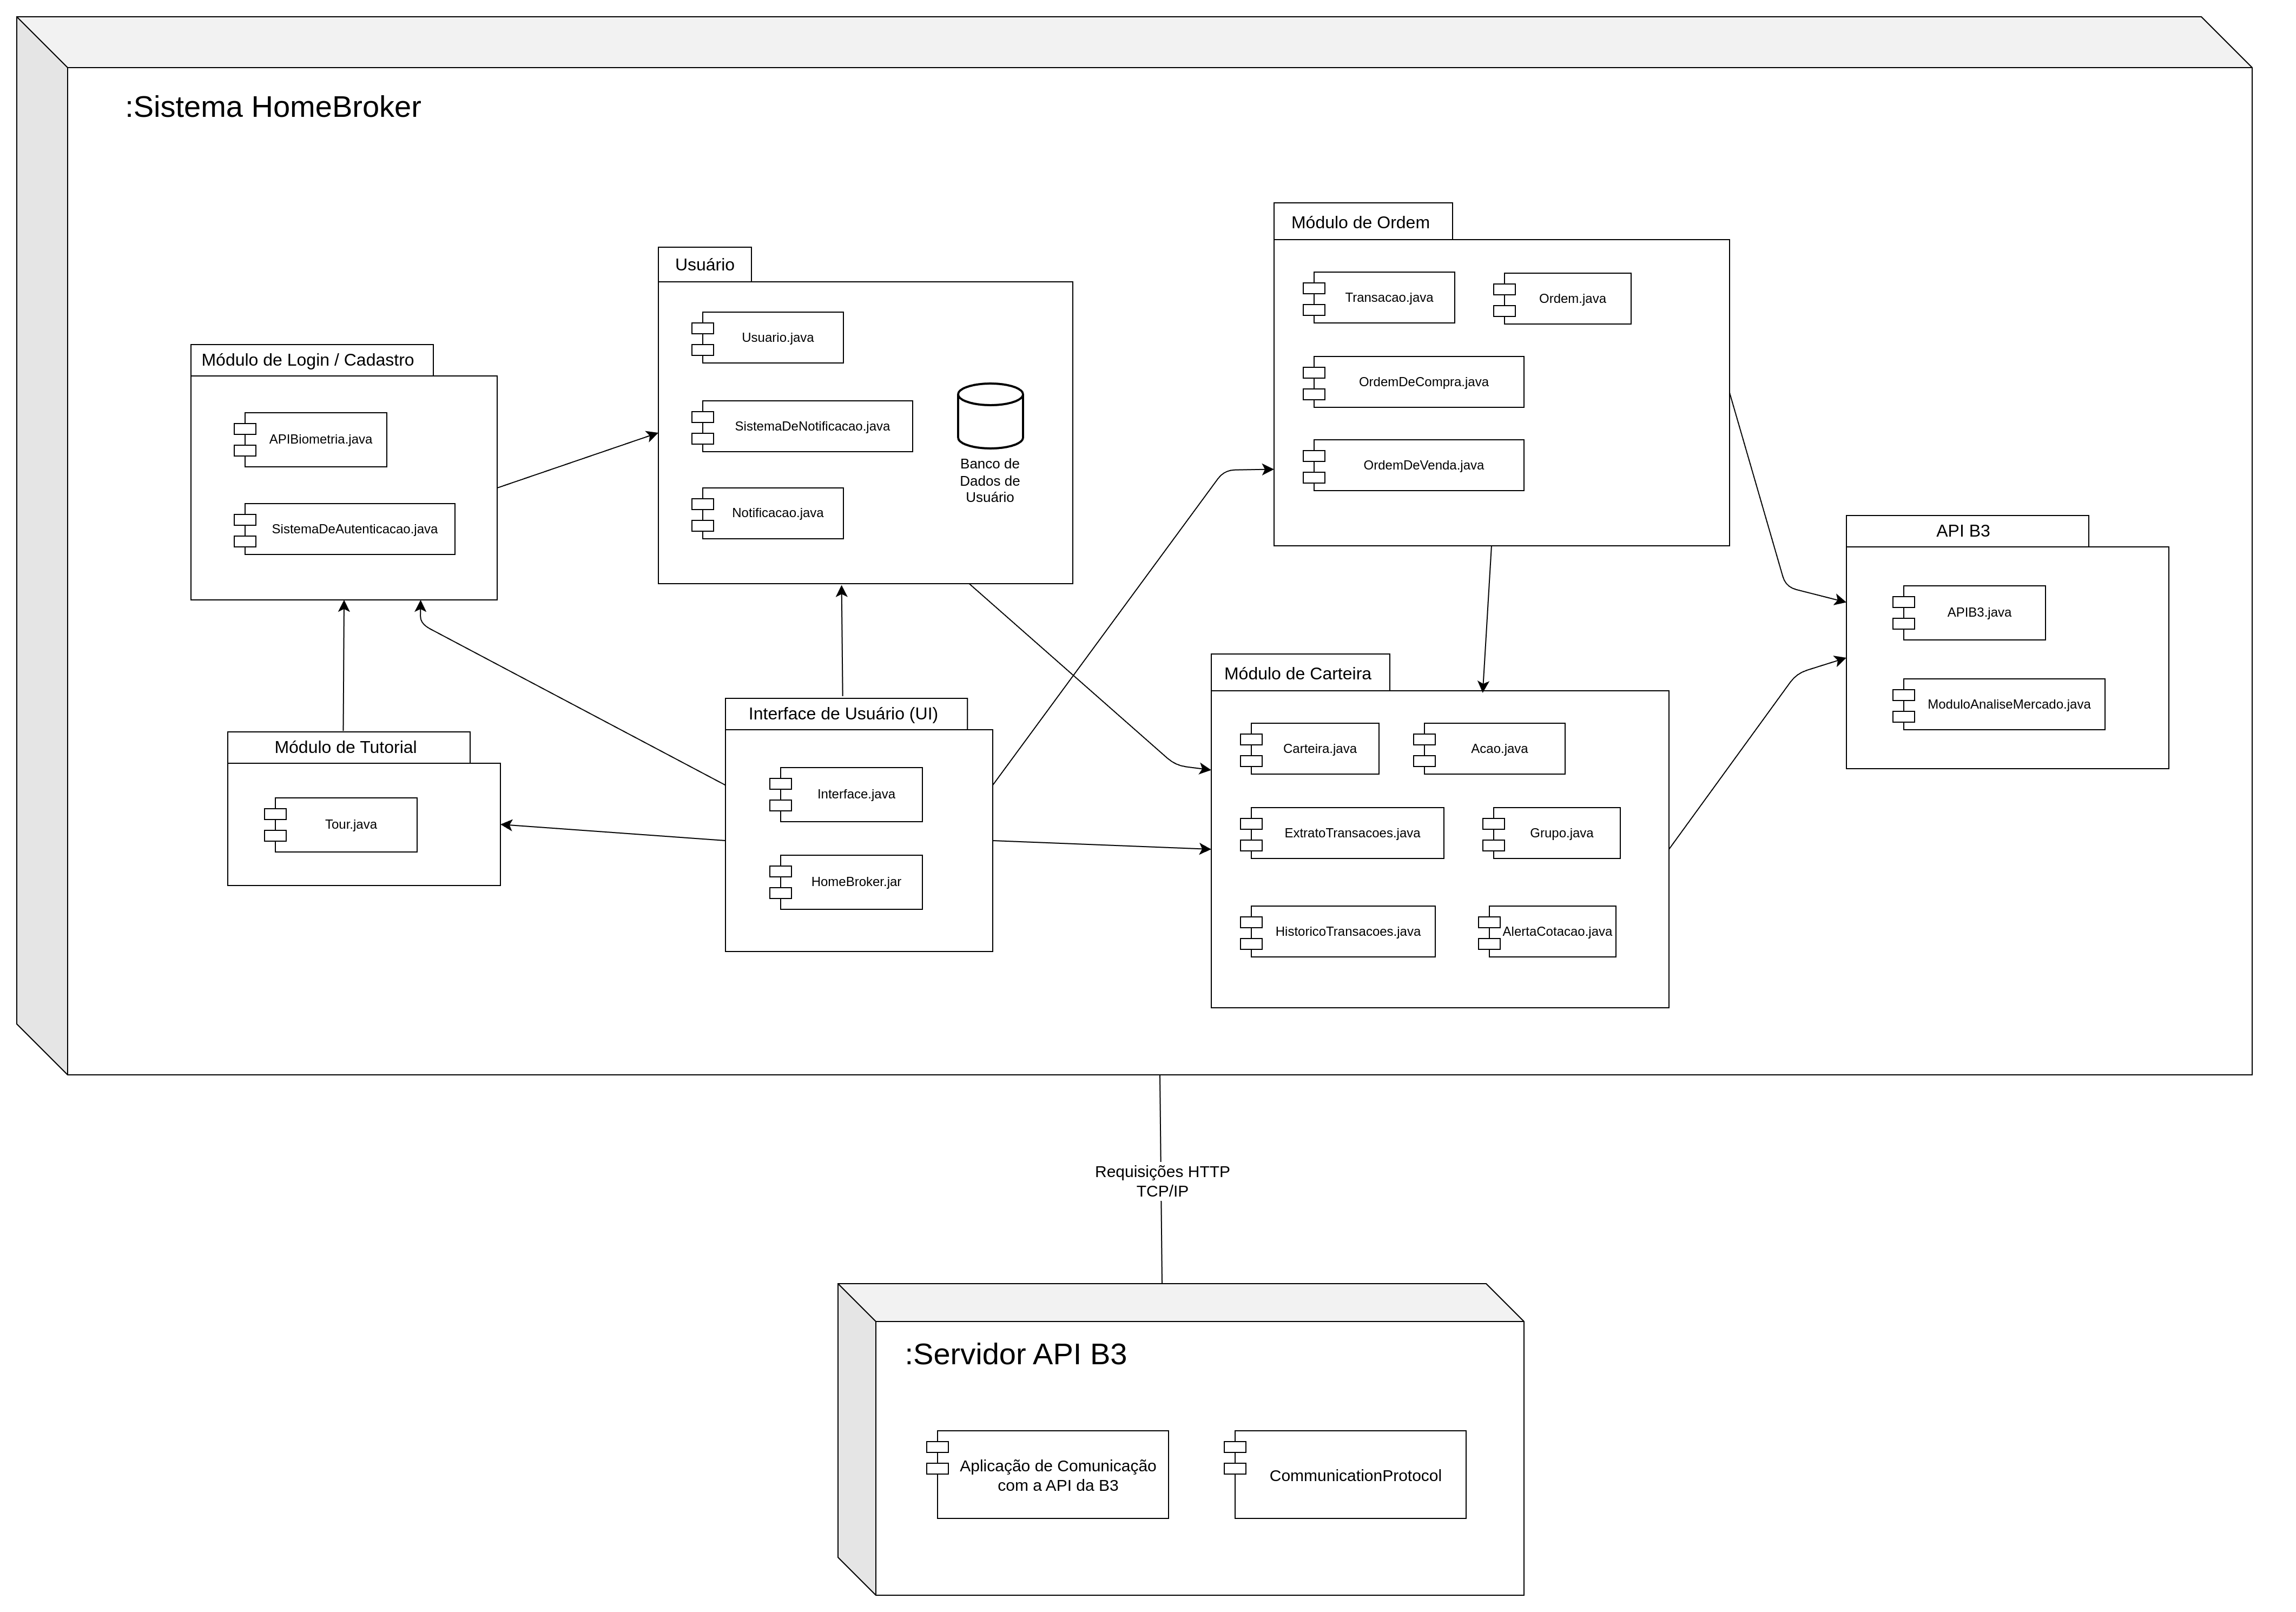 :Sistema HomeBroker
Módulo de Login / Cadastro
APIBiometria.java
SistemaDeAutenticacao.java
Usuário
Usuario.java
SistemaDeNotificacao.java
Notificacao.java
Banco de
Dados de
Usuário
Módulo de Ordem
Transacao.java
Ordem.java
OrdemDeCompra.java
OrdemDeVenda.java
API B3
APIB3.java
ModuloAnaliseMercado.java
Módulo de Tutorial
Tour.java
Interface de Usuário (UI)
Interface.java
HomeBroker.jar
Módulo de Carteira
Carteira.java
Acao.java
ExtratoTransacoes.java
Grupo.java
HistoricoTransacoes.java
AlertaCotacao.java
Requisições HTTP
TCP/IP
:Servidor API B3
Aplicação de Comunicação
com a API da B3
CommunicationProtocol